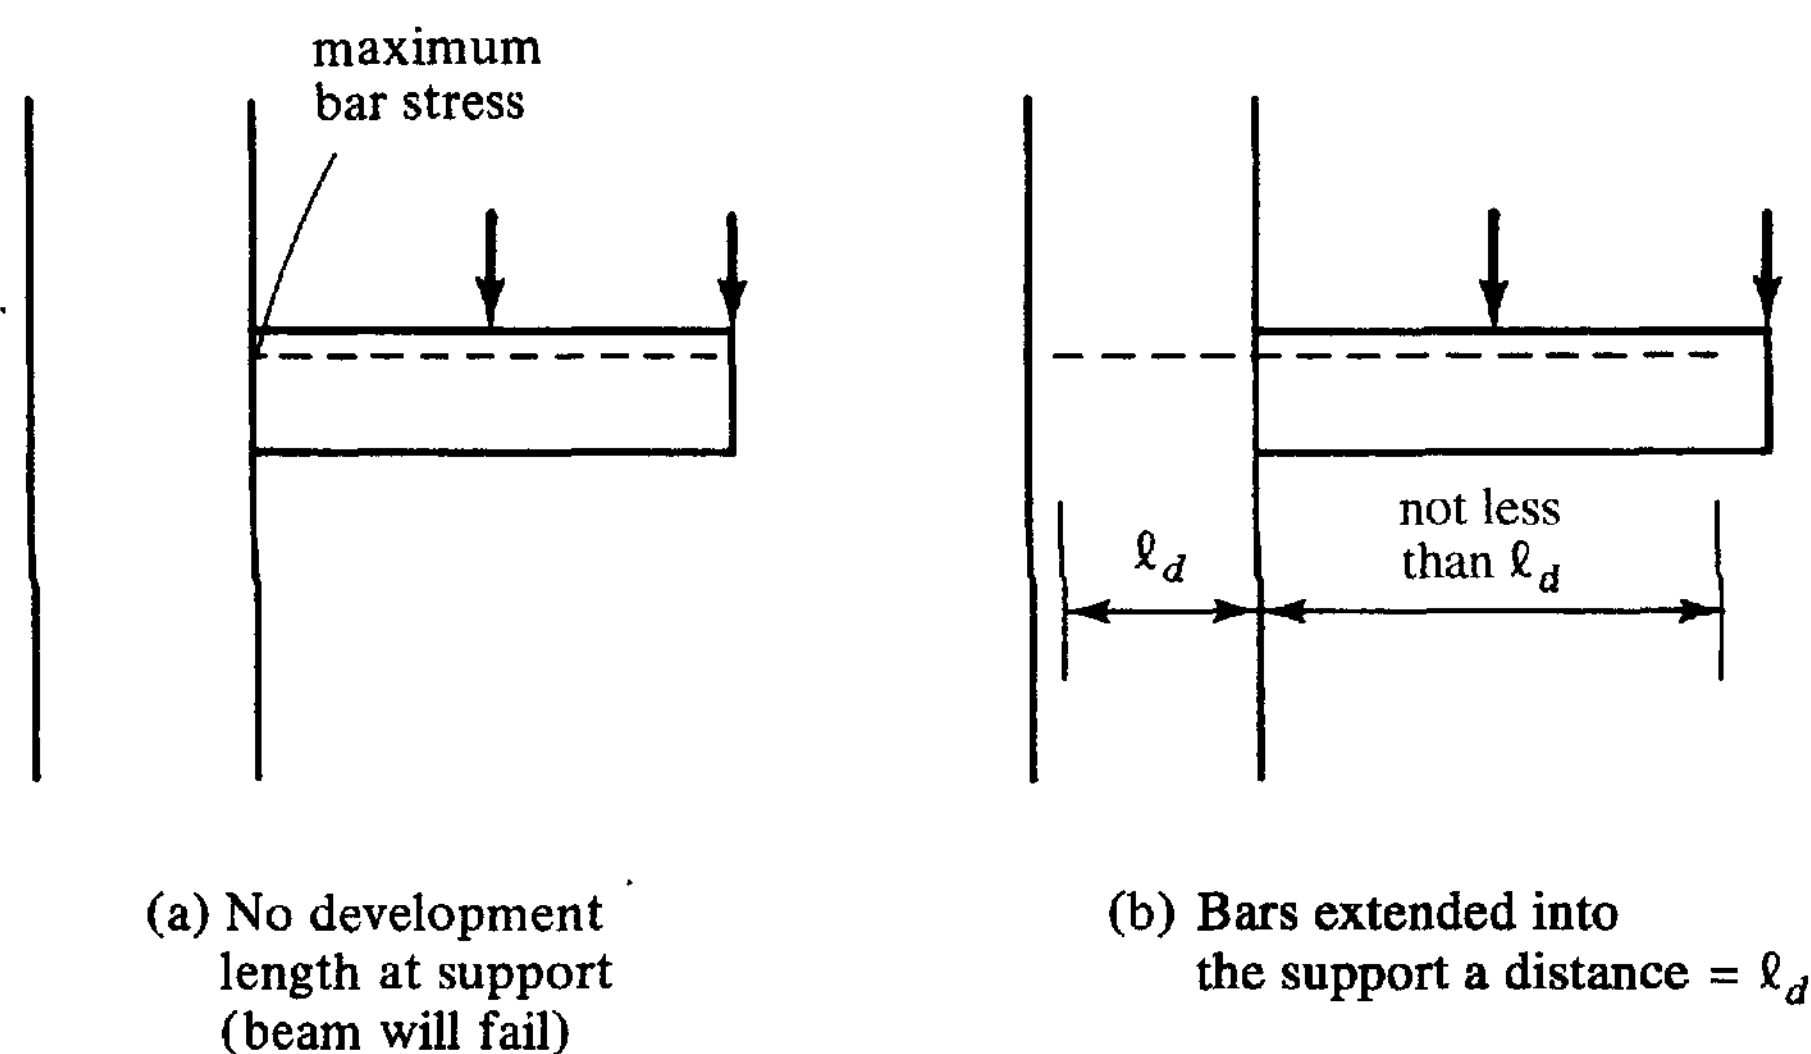 maximum
bar stress
not less
than ℓd
ℓd
(a) No development
length at support
(beam will fail)
(b) Bars extended into
the support a distance = ℓd